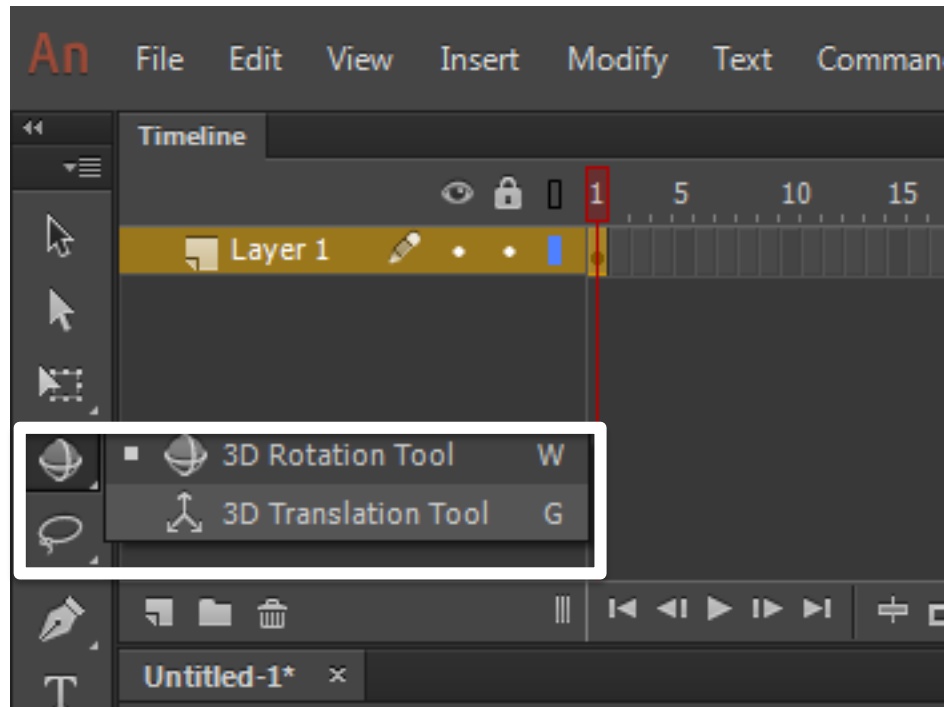 An File Edit View Insert Modify Text Comman
Timeline
1 5 10 15
Layer 1
3D Rotation Tool W
3D Translation Tool G
Untitled-1* ×
T